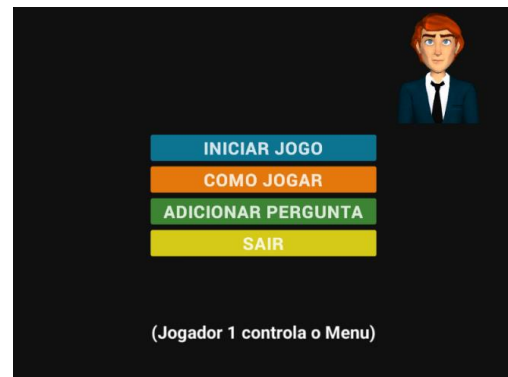 INICIAR JOGO
COMO JOGAR
ADICIONAR PERGUNTA
SAIR
(Jogador 1 controla o Menu)